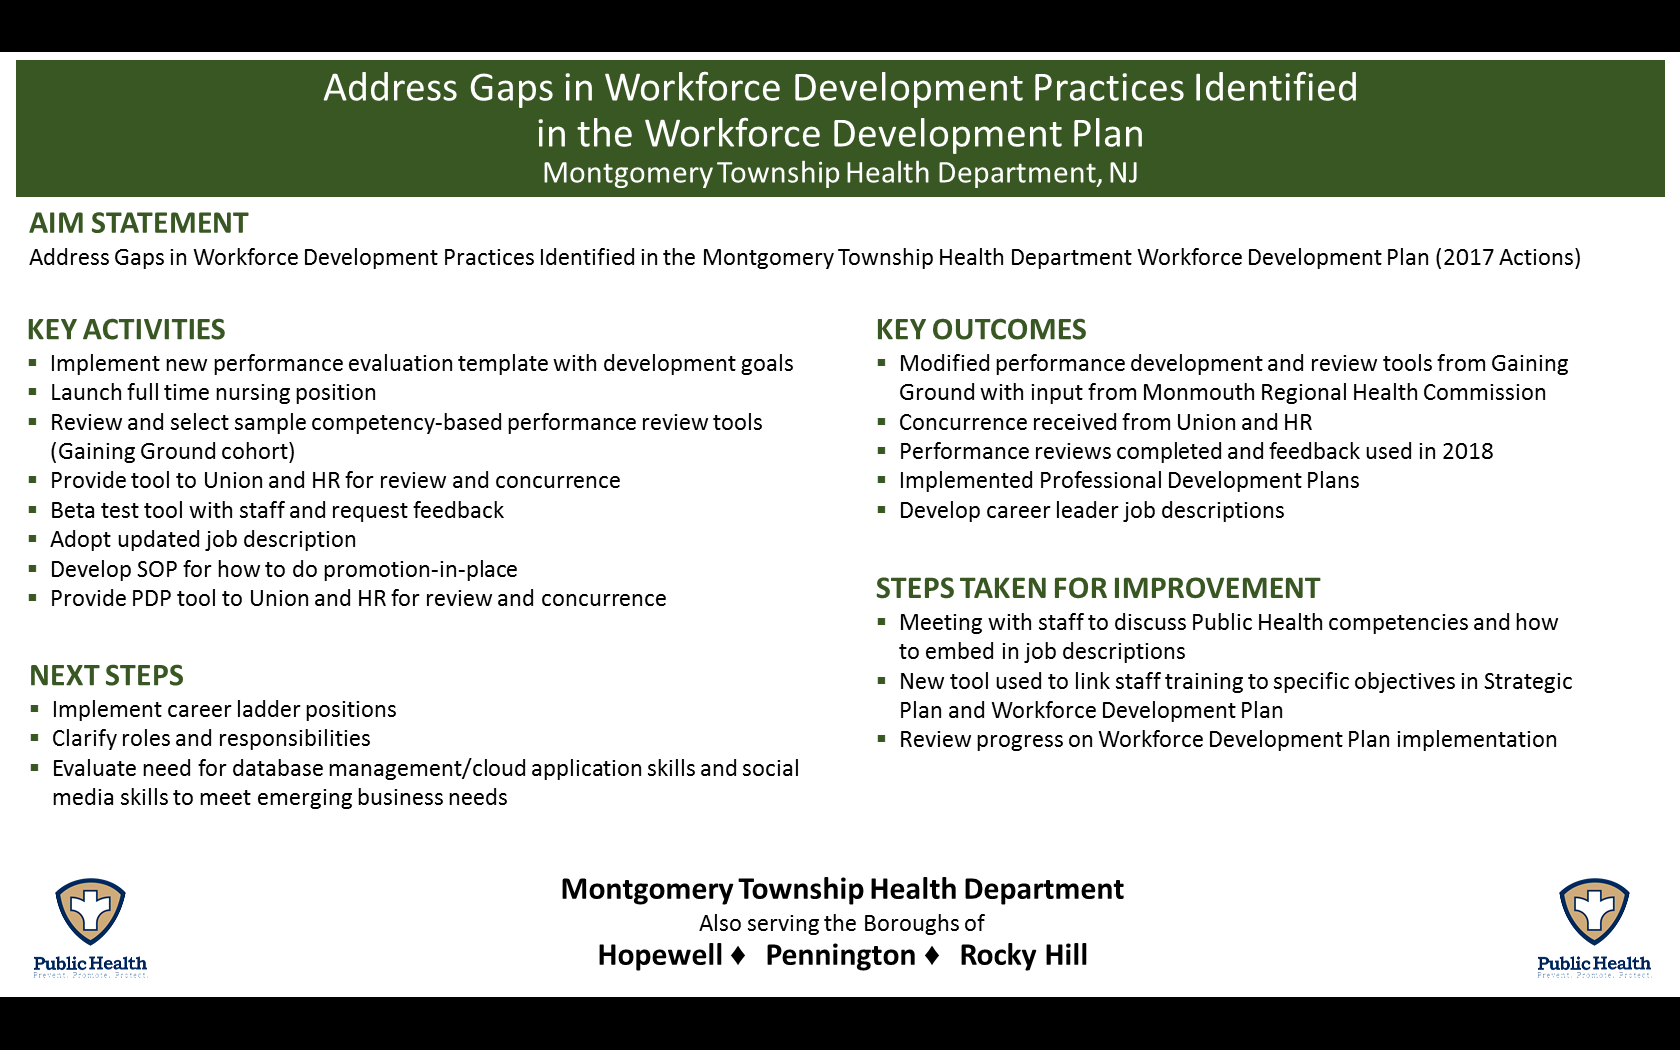 Address Gaps in Workforce Development Practices Identified
in the Workforce Development Plan
Montgomery Township Health Department, NJ
AIM STATEMENT
Address Gaps in Workforce Development Practices Identified in the Montgomery Township Health Department Workforce Development Plan (2017 Actions)
KEY ACTIVITIES
▪ Implement new performance evaluation template with development goals
▪ Launch full time nursing position
▪ Review and select sample competency-based performance review tools
(Gaining Ground cohort)
▪ Provide tool to Union and HR for review and concurrence
▪ Beta test tool with staff and request feedback
▪ Adopt updated job description
▪ Develop SOP for how to do promotion-in-place
▪ Provide PDP tool to Union and HR for review and concurrence
NEXT STEPS
▪ Implement career ladder positions
▪ Clarify roles and responsibilities
▪ Evaluate need for database management/cloud application skills and social
media skills to meet emerging business needs
KEY OUTCOMES
▪ Modified performance development and review tools from Gaining
Ground with input from Monmouth Regional Health Commission
▪ Concurrence received from Union and HR
▪ Performance reviews completed and feedback used in 2018
▪ Implemented Professional Development Plans
▪ Develop career leader job descriptions
STEPS TAKEN FOR IMPROVEMENT
▪ Meeting with staff to discuss Public Health competencies and how
to embed in job descriptions
▪ New tool used to link staff training to specific objectives in Strategic
Plan and Workforce Development Plan
▪ Review progress on Workforce Development Plan implementation
Public Health
Prevent. Promote. Protect.
Montgomery Township Health Department
Also serving the Boroughs of
Hopewell ♦ Pennington ♦ Rocky Hill
Public Health
Prevent. Promote. Protect.